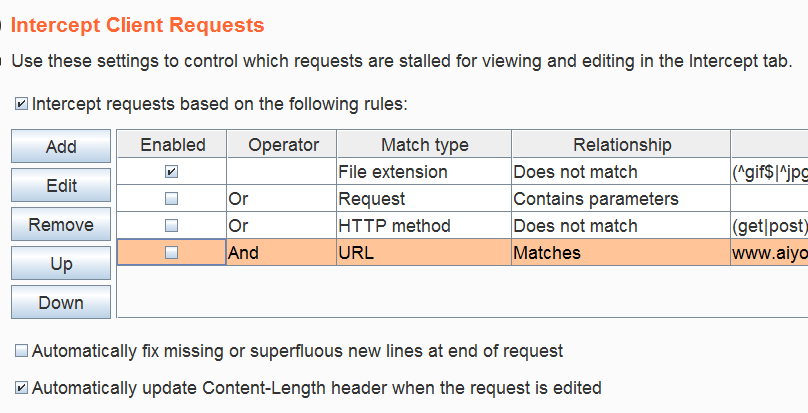 Intercept Client Requests
Use these settings to control which requests are stalled for viewing and editing in the Intercept tab.
Intercept requests based on the following rules:
Add
Edit
Remove
Up
Down
Enabled Operator Match type Relationship
File extension Does not match (^gif$|^jpg
Or Request Contains parameters
Or HTTP method Does not match (get|post)
And URL Matches www.aiyo
Automatically fix missing or superfluous new lines at end of request
Automatically update Content-Length header when the request is edited